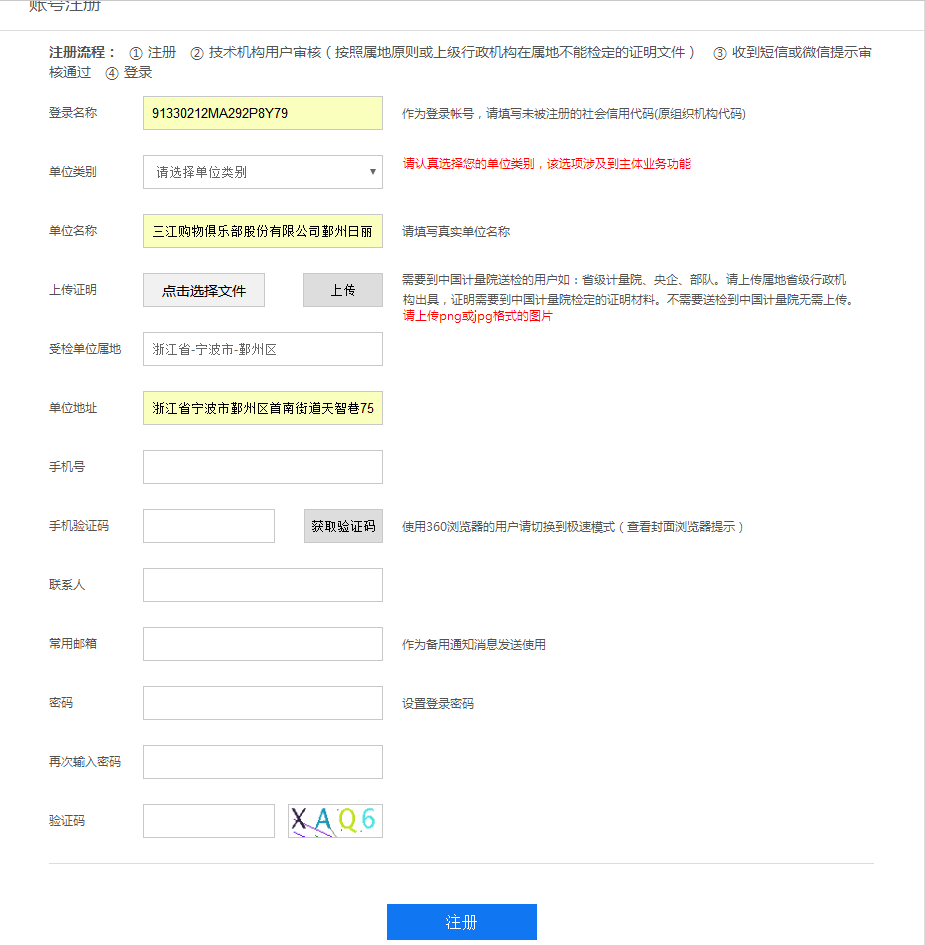 账号注册
注册流程： ① 注册 ② 技术机构用户审核（按照属地原则或上级行政机构在属地不能检定的证明文件） ③ 收到短信或微信提示审
核通过 ④ 登录
登录名称 91330212MA292P8Y79 作为登录帐号，请填写未被注册的社会信用代码(原组织机构代码)
单位类别 请选择单位类别 请认真选择您的单位类别，该选项涉及到主体业务功能
单位名称 三江购物俱乐部股份有限公司鄞州日丽 请填写真实单位名称
上传证明 点击选择文件 上传 需要到中国计量院送检的用户如：省级计量院、央企、部队。请上传属地省级行政机
构出具，证明需要到中国计量院检定的证明材料。不需要送检到中国计量院无需上传。
请上传png或jpg格式的图片
受检单位属地 浙江省-宁波市-鄞州区
单位地址 浙江省宁波市鄞州区首南街道天智巷75
手机号
手机验证码 获取验证码 使用360浏览器的用户请切换到极速模式（查看封面浏览器提示）
联系人
常用邮箱 作为备用通知消息发送使用
密码 设置登录密码
再次输入密码
验证码 XAQ6
注册